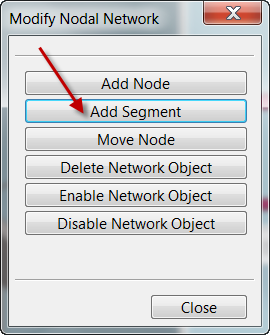 Modify Nodal Network
Add Node
Add Segment
Move Node
Delete Network Object
Enable Network Object
Disable Network Object
Close